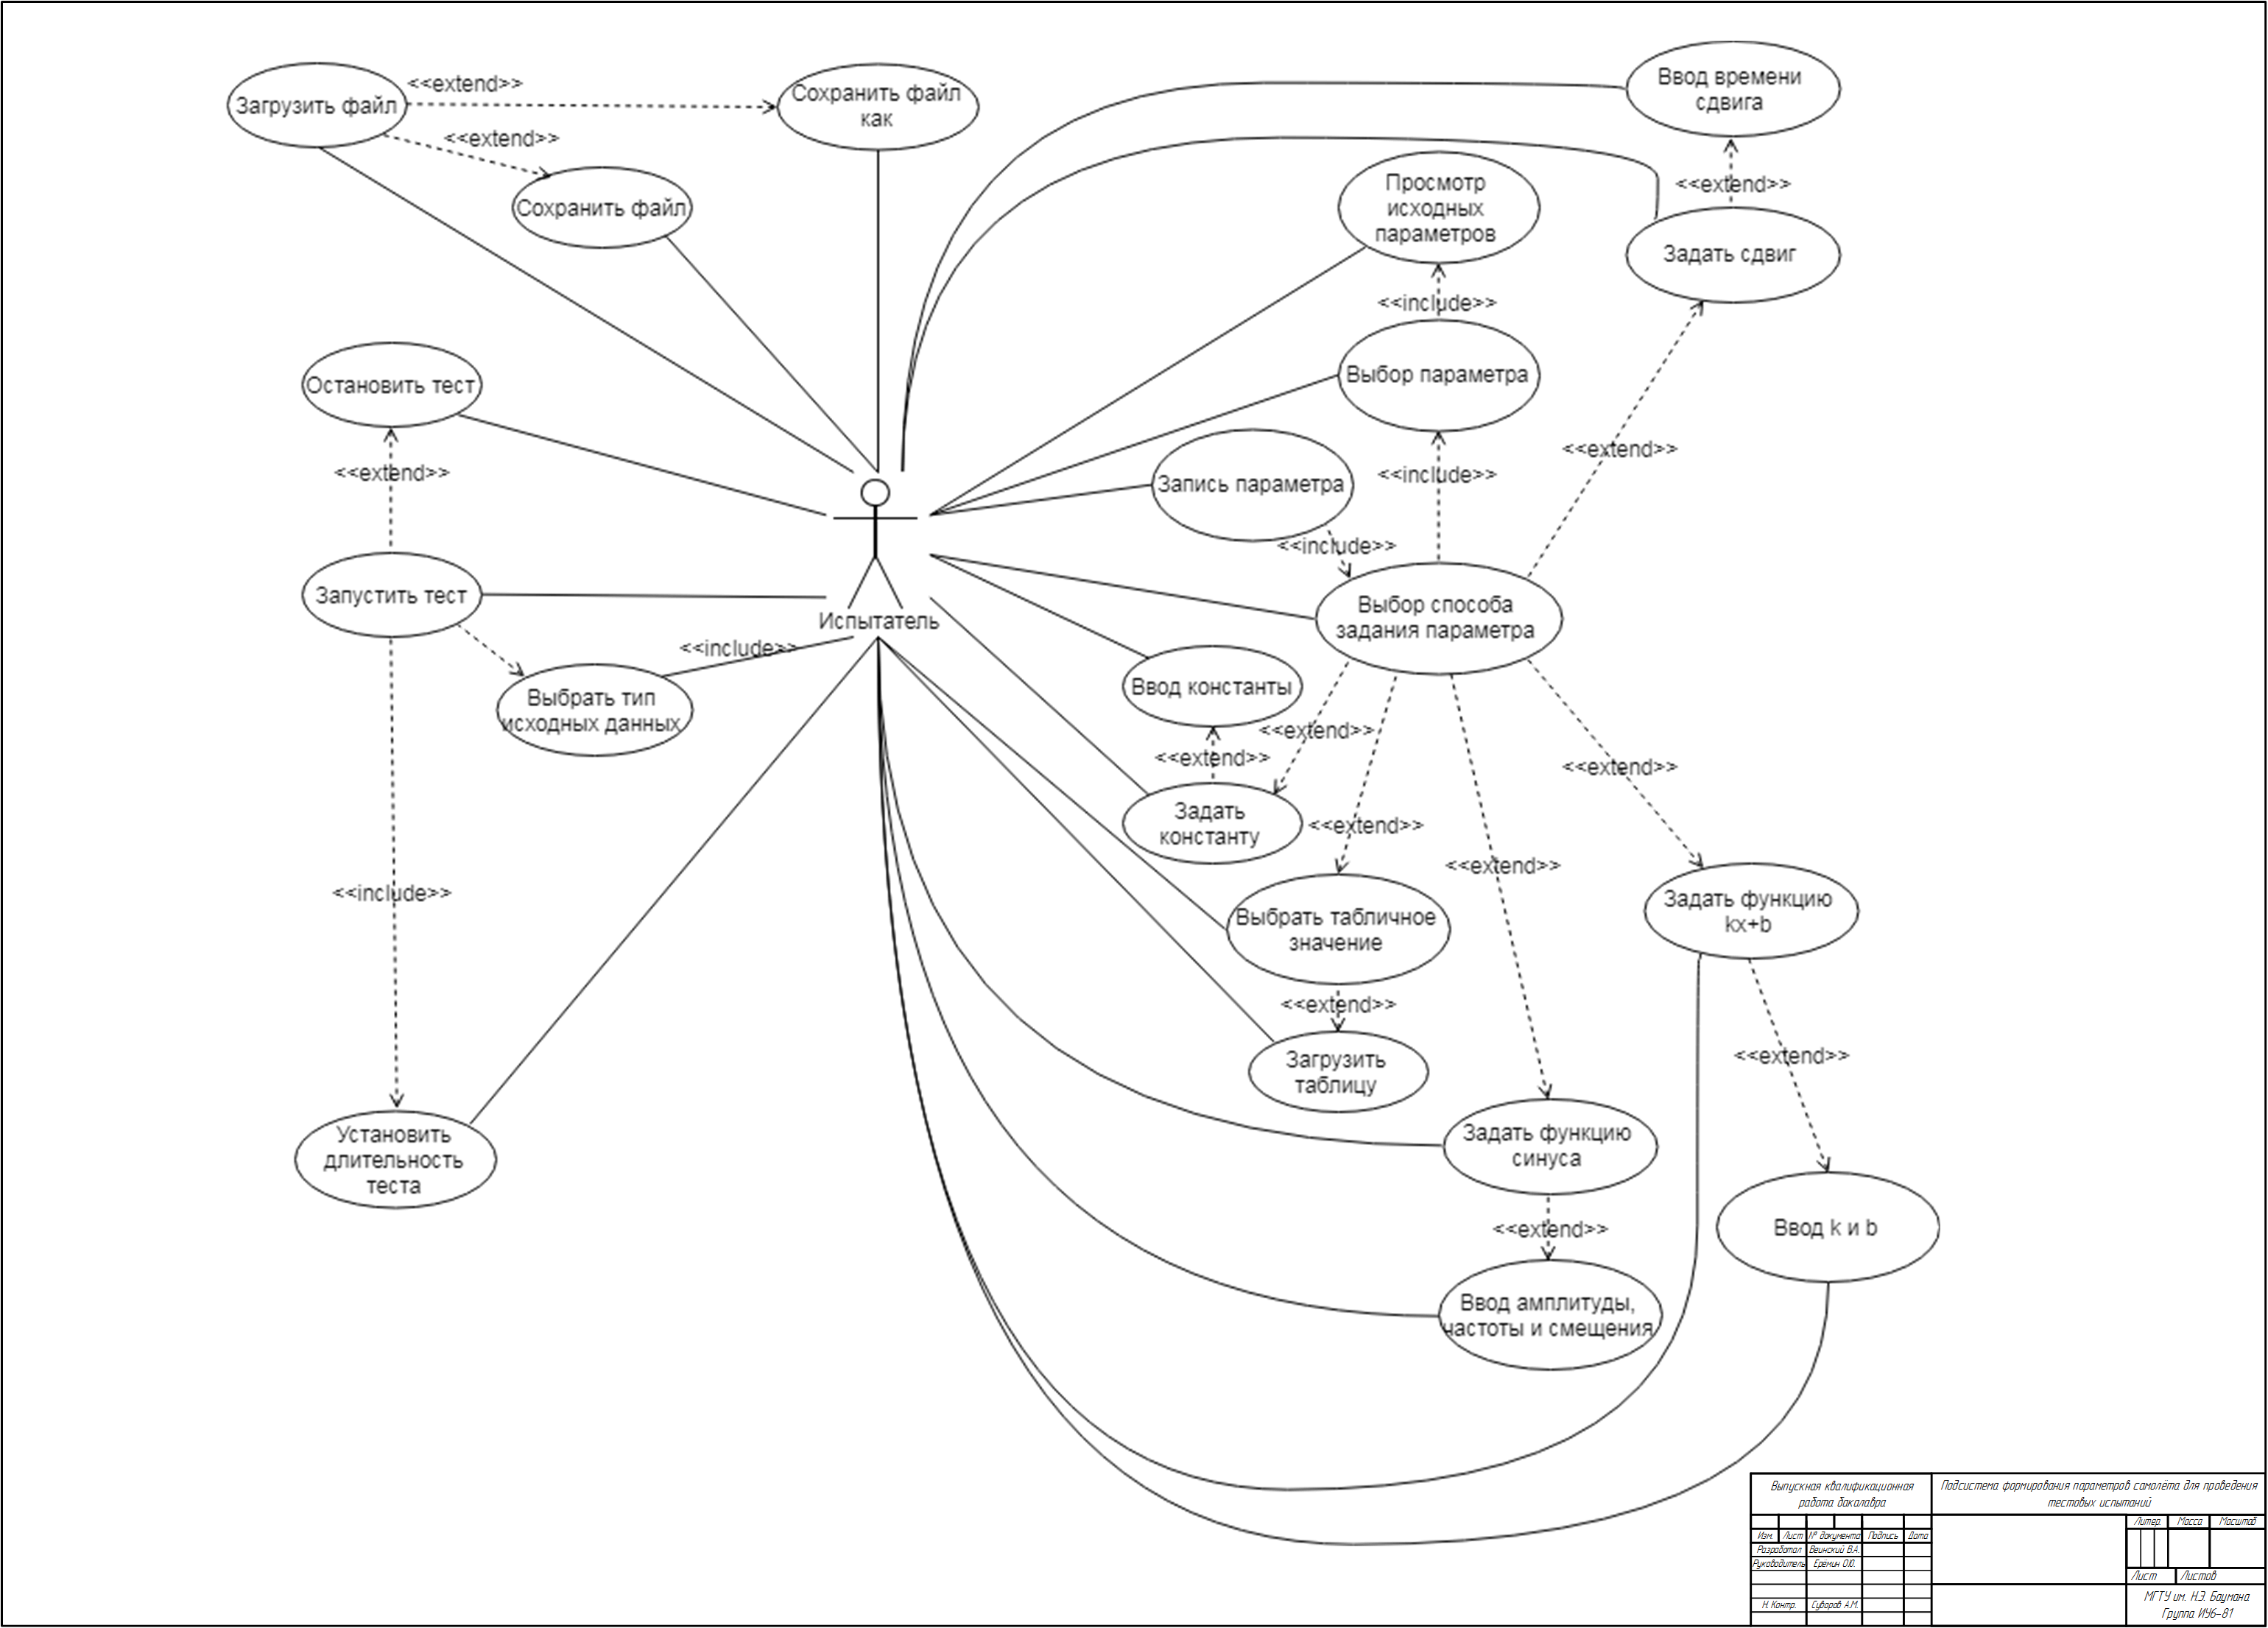 <<extend>>
Загрузить файл
<<extend>>
Сохранить файл
как
Сохранить файл
Ввод времени
сдвига
<<extend>>
Задать сдвиг
Просмотр
исходных
параметров
<<include>>
Выбор параметра
Остановить тест
<<extend>>
Запись параметра
<<include>>
<<extend>>
<<include>>
Запустить тест
Испытатель
Выбор способа
задания параметра
<<include>>
Выбрать тип
исходных данных
Ввод константы
<<extend>>
<<extend>>
<<extend>>
Задать
константу
<<extend>>
<<extend>>
<<include>>
Выбрать табличное
значение
Задать функцию
kx+b
<<extend>>
Загрузить
таблицу
<<extend>>
Установить
длительность
теста
Задать функцию
синуса
<<extend>>
Ввод k и b
Ввод амплитуды,
частоты и смещения
Выпускная квалификационная
работа бакалавра
Подсистема формирования параметров самолёта для проведения
тестовых испытаний
Изм. Лист № документа Подпись Дата
Литер. Масса Масштаб
Разработал Веинский В.А.
Руководитель Ерёмин О.Ю.
Лист Листов
Н. Контр. Суворов А.М.
МГТУ им. Н.Э. Баумана
Группа ИУ6-81